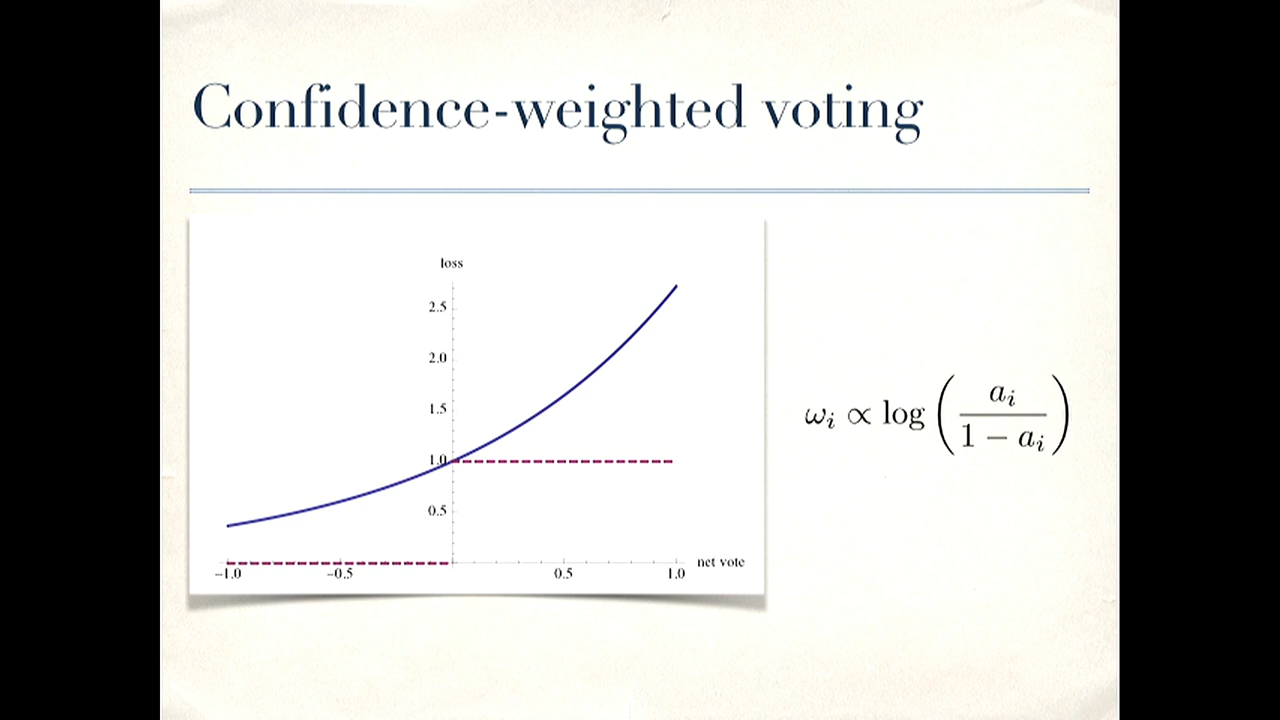 Confidence-weighted voting
loss
2.5
2.0
1.5
1.0
0.5
−1.0 −0.5 0.5 1.0 net vote
ωᵢ ∝ log (aᵢ / 1 − aᵢ)